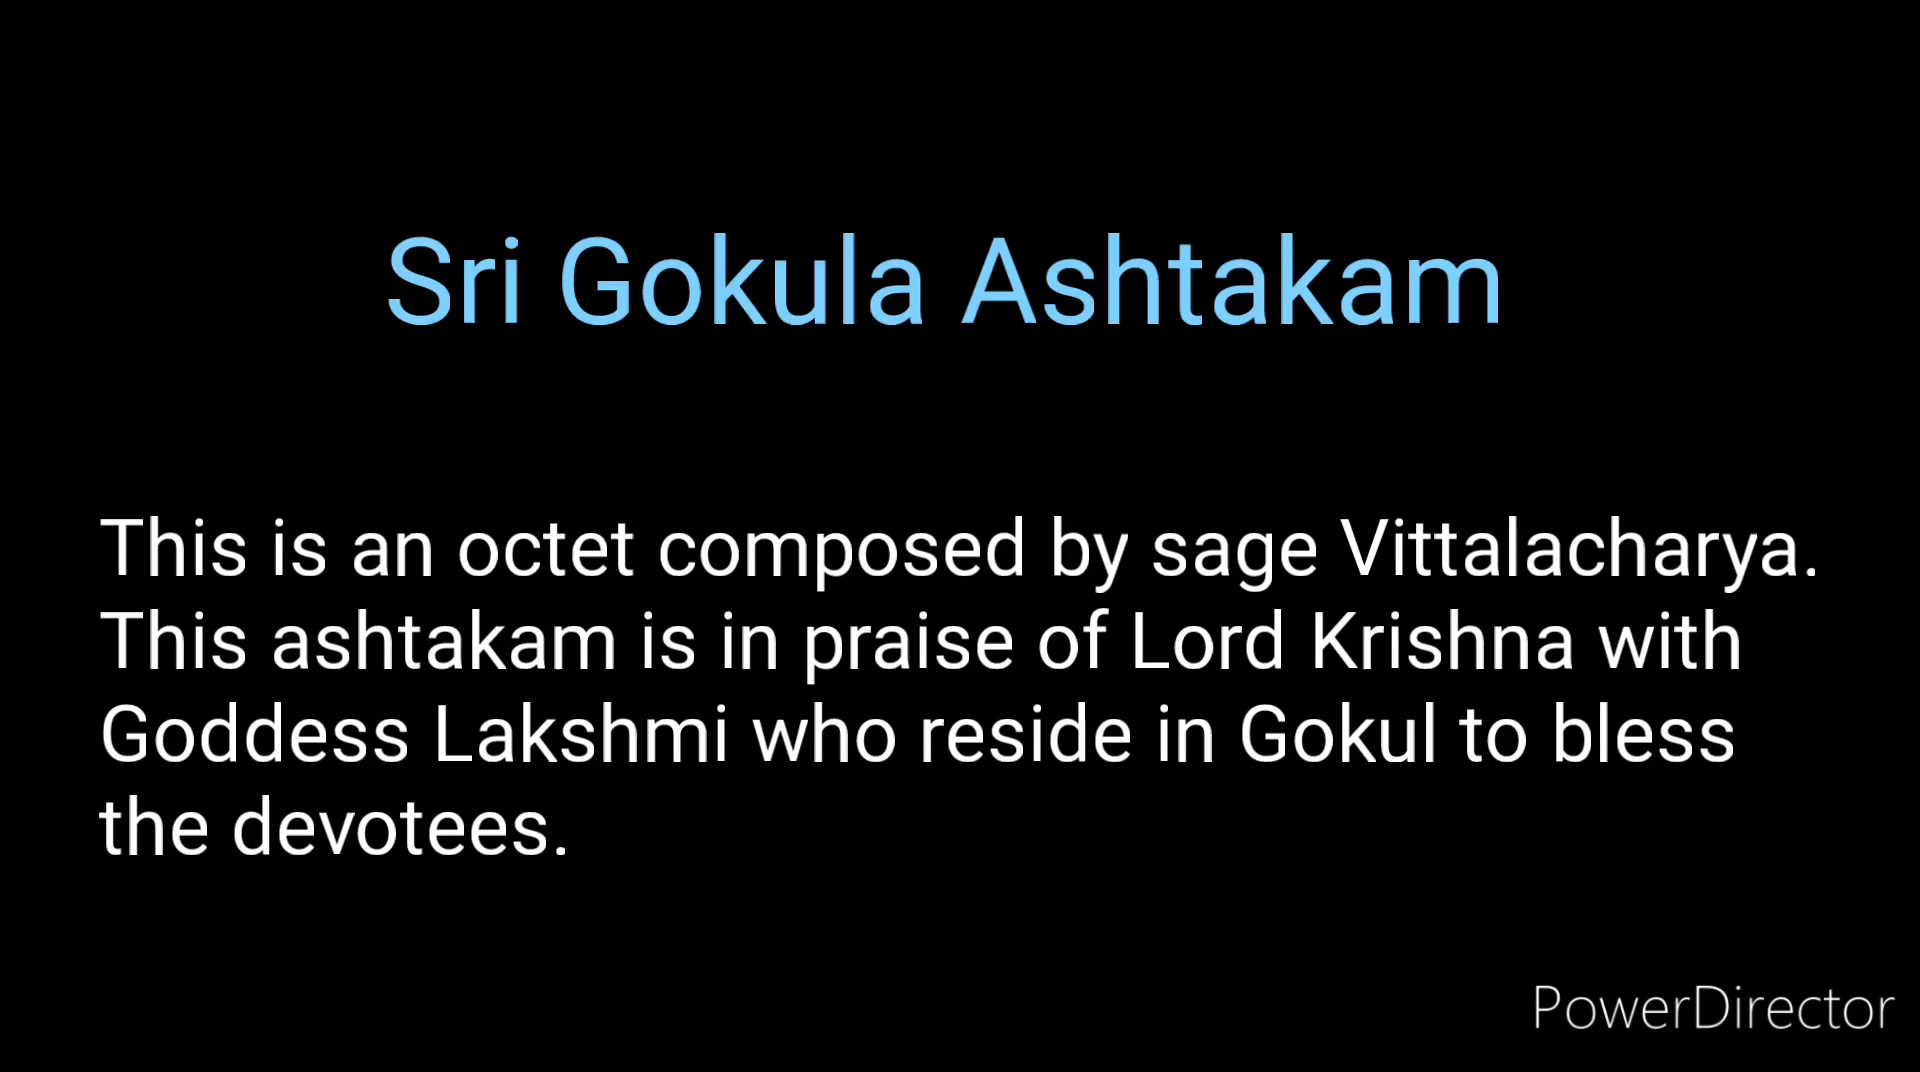 Sri Gokula Ashtakam
This is an octet composed by sage Vittalacharya.
This ashtakam is in praise of Lord Krishna with
Goddess Lakshmi who reside in Gokul to bless
the devotees.
PowerDirector